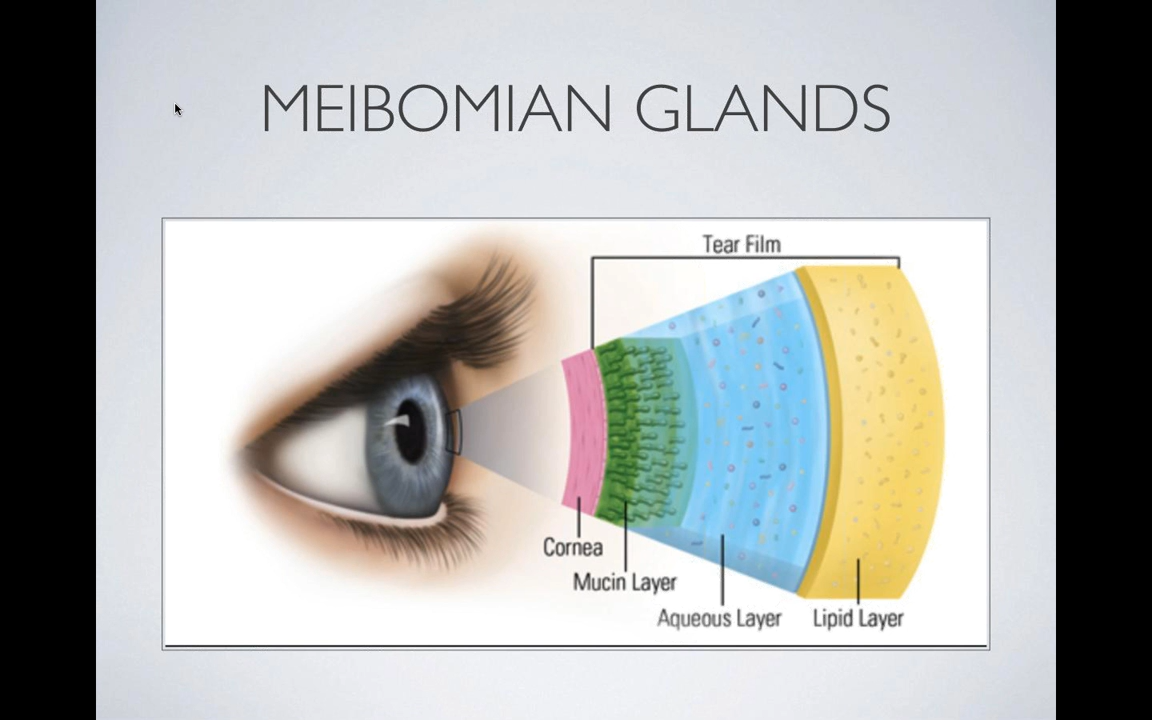 MEIBOMIAN GLANDS
Tear Film
Cornea
Mucin Layer
Aqueous Layer
Lipid Layer